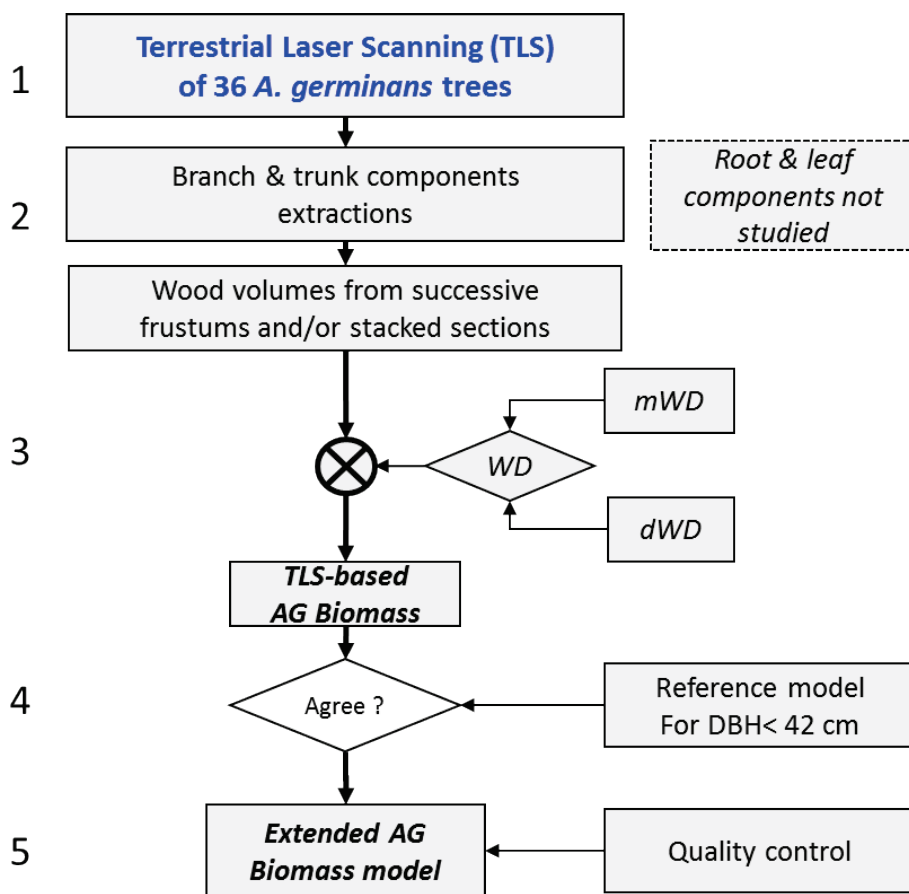 1
Terrestrial Laser Scanning (TLS)
of 36 A. germinans trees
2
Branch & trunk components
extractions
Root & leaf
components not
studied
Wood volumes from successive
frustums and/or stacked sections
3
mWD
WD
dWD
TLS-based
AG Biomass
4
Agree ?
Reference model
For DBH< 42 cm
5
Extended AG
Biomass model
Quality control